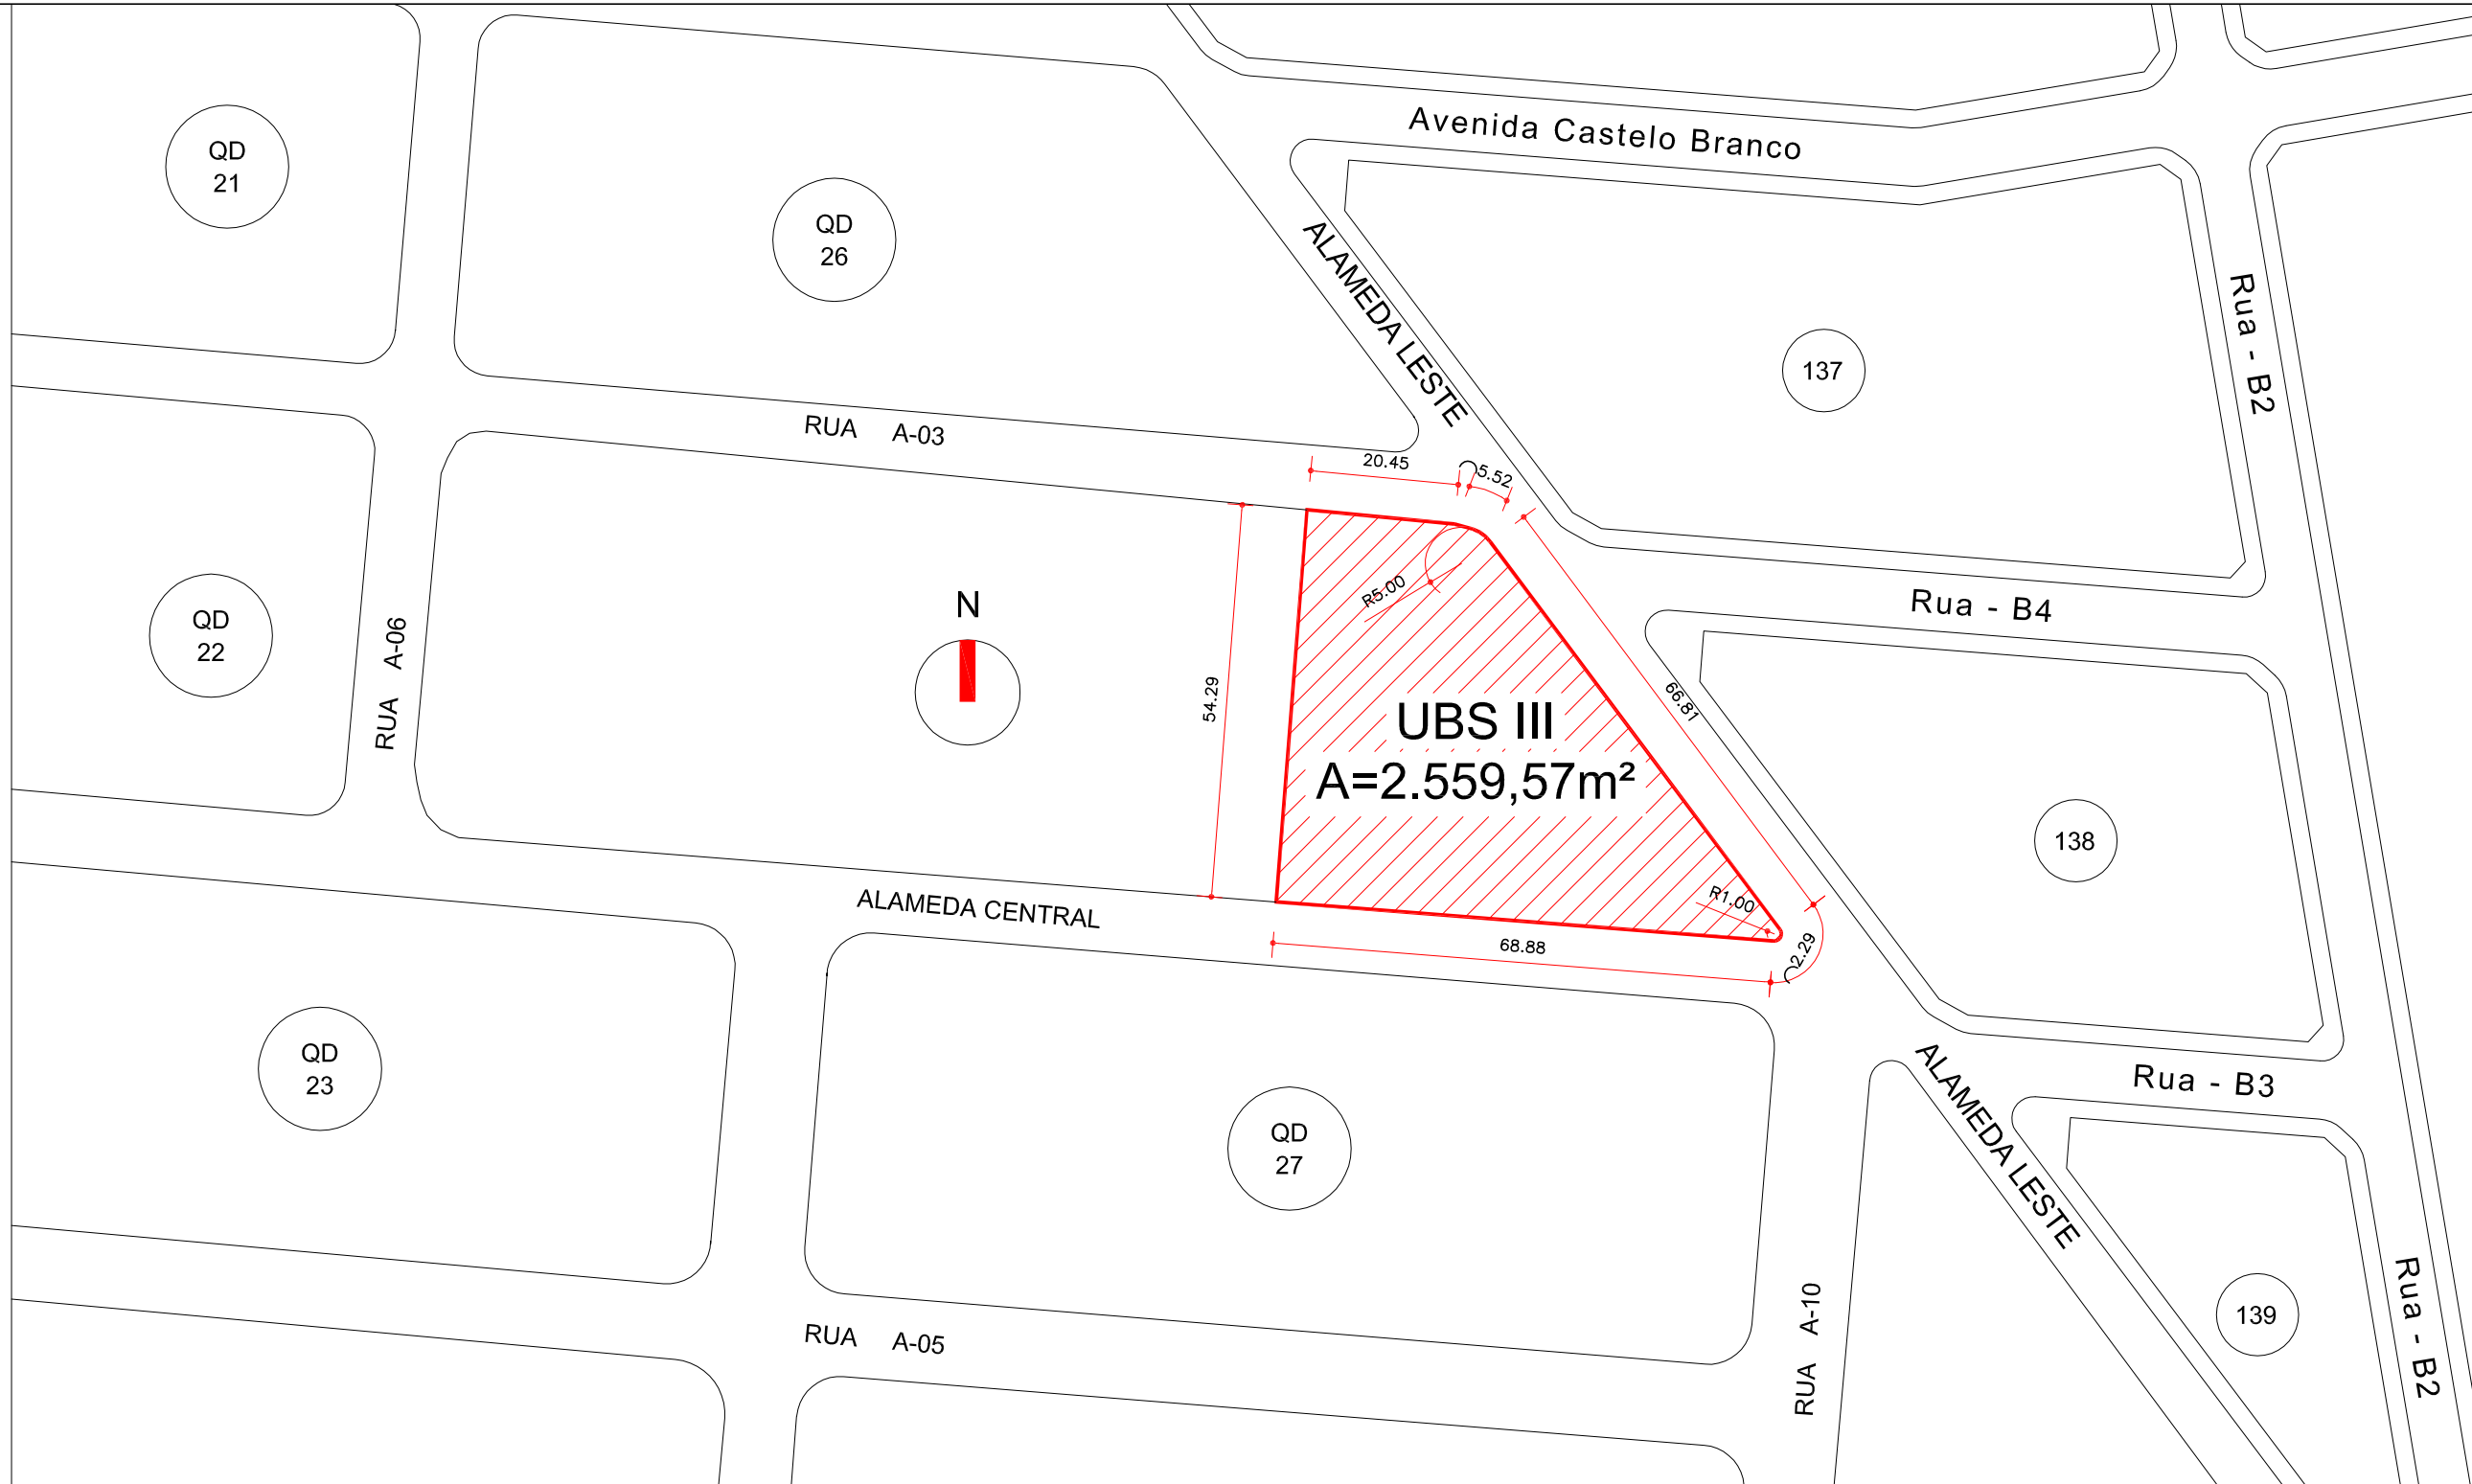 QD
21
QD
26
Avenida Castelo Branco
ALAMEDA LESTE
137
Rua - B2
RUA A-03
20.45
5.52
R5.00
54.29
66.81
N
QD
22
RUA A-06
Rua - B4
UBS III
A=2.559,57m²
138
R1.00
2.29
68.88
ALAMEDA CENTRAL
QD
23
QD
27
ALAMEDA LESTE
Rua - B3
RUA A-10
RUA A-05
139
Rua - B2